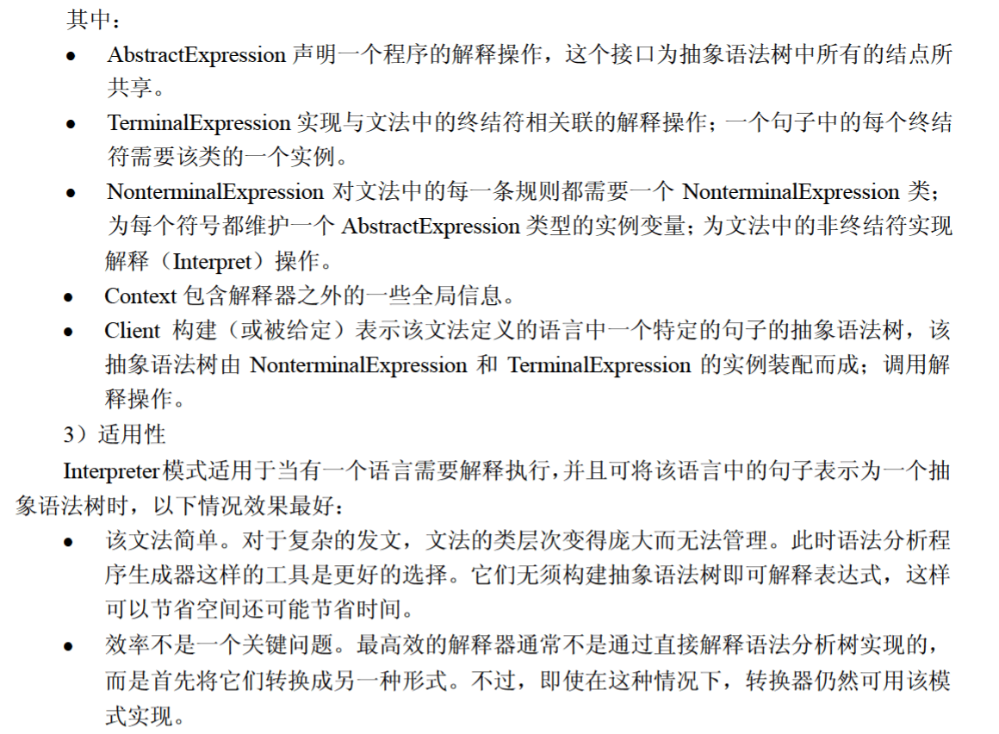 其中：
● AbstractExpression 声明一个程序的解释操作，这个接口为抽象语法树中所有的结点所
共享。
● TerminalExpression 实现与文法中的终结符相关联的解释操作；一个句子中的每个终结
符需要该类的一个实例。
● NonterminalExpression 对文法中的每一条规则都需要一个 NonterminalExpression 类；
为每个符号都维护一个 AbstractExpression 类型的实例变量；为文法中的非终结符实现
解释（Interpret）操作。
● Context 包含解释器之外的一些全局信息。
● Client 构建（或被给定）表示该文法定义的语言中一个特定的句子的抽象语法树，该
抽象语法树由 NonterminalExpression 和 TerminalExpression 的实例装配而成；调用解
释操作。
3）适用性
Interpreter模式适用于当有一个语言需要解释执行，并且可将该语言中的句子表示为一个抽
象语法树时，以下情况效果最好：
● 该文法简单。对于复杂的发文，文法的类层次变得庞大而无法管理。此时语法分析程
序生成器这样的工具是更好的选择。它们无须构建抽象语法树即可解释表达式，这样
可以节省空间还可能节省时间。
● 效率不是一个关键问题。最高效的解释器通常不是通过直接解释语法分析树实现的，
而是首先将它们转换成另一种形式。不过，即使在这种情况下，转换器仍然可用该模
式实现。